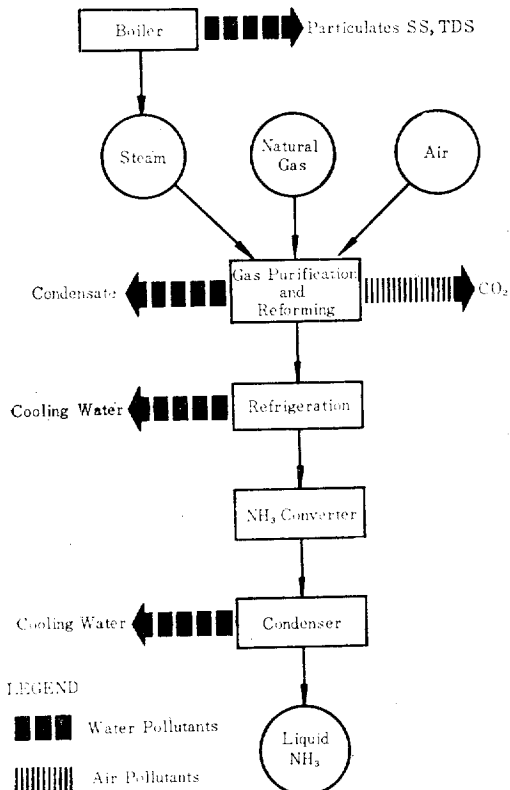 Boiler
Particulates SS, TDS
Steam
Natural
Gas
Air
Condensate
Gas Purification
and
Reforming
CO₂
Cooling Water
Refrigeration
NH₃ Converter
Cooling Water
Condenser
LEGEND
Water Pollutants
Air Pollutants
Liquid
NH₃